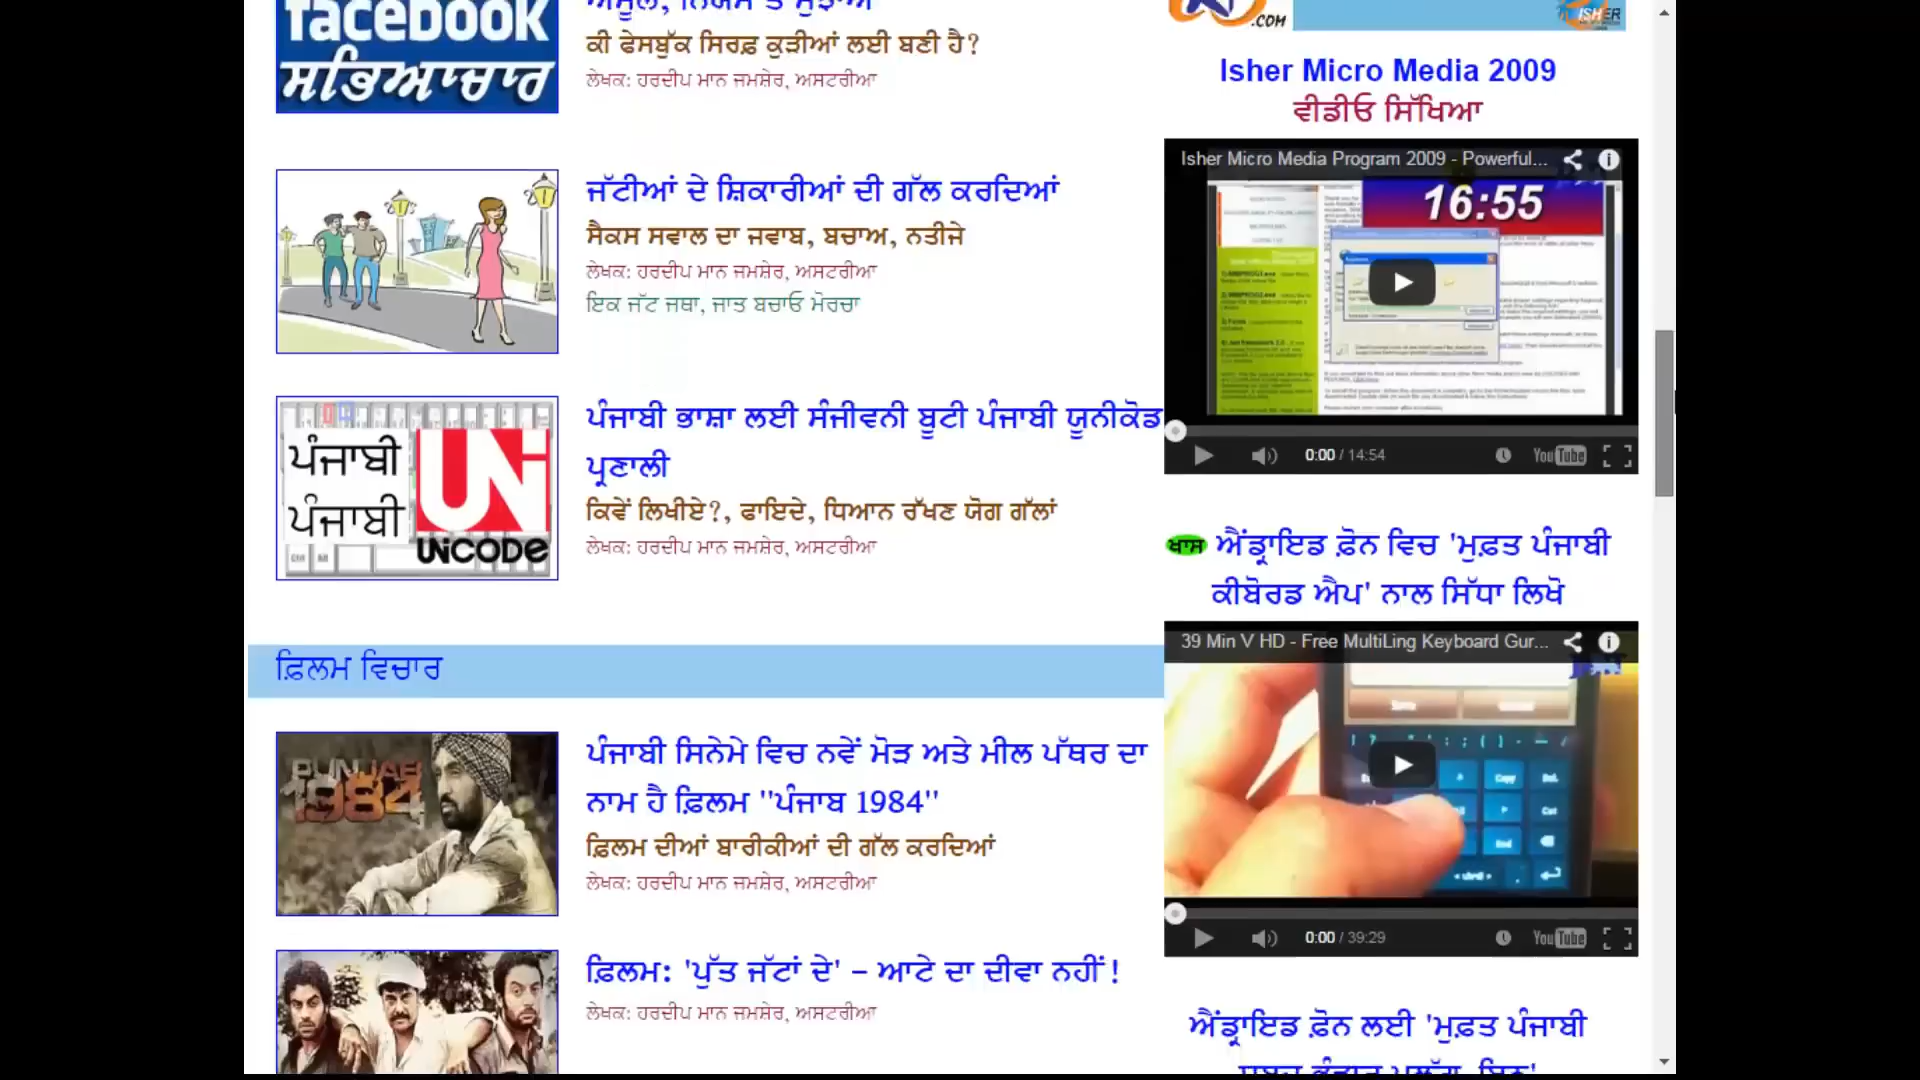 facebook
ਸਭਿਆਚਾਰ
ਕੀ ਫੇਸਬੁੱਕ ਸਿਰਫ਼ ਕੁੜੀਆਂ ਲਈ ਬਣੀ ਹੈ?
ਲੇਖਕ: ਹਰਦੀਪ ਮਾਨ ਜਮਸ਼ੇਰ, ਅਸਟਰੀਆ
ਜੱਟੀਆਂ ਦੇ ਸ਼ਿਕਾਰੀਆਂ ਦੀ ਗੱਲ ਕਰਦਿਆਂ
ਸੈਕਸ ਸਵਾਲ ਦਾ ਜਵਾਬ, ਬਚਾਅ, ਨਤੀਜੇ
ਲੇਖਕ: ਹਰਦੀਪ ਮਾਨ ਜਮਸ਼ੇਰ, ਅਸਟਰੀਆ
ਇਕ ਜੱਟ ਜਥਾ, ਜਾਤ ਬਚਾਓ ਮੋਰਚਾ
ਪੰਜਾਬੀ
ਪੰਜਾਬੀ
UNiCODE
ਪੰਜਾਬੀ ਭਾਸ਼ਾ ਲਈ ਸੰਜੀਵਨੀ ਬੂਟੀ ਪੰਜਾਬੀ ਯੂਨੀਕੋਡ
ਪ੍ਰਣਾਲੀ
ਕਿਵੇਂ ਲਿਖੀਏ?, ਫਾਇਦੇ, ਧਿਆਨ ਰੱਖਣ ਯੋਗ ਗੱਲਾਂ
ਲੇਖਕ: ਹਰਦੀਪ ਮਾਨ ਜਮਸ਼ੇਰ, ਅਸਟਰੀਆ
ਫ਼ਿਲਮ ਵਿਚਾਰ
PUNJAB
1984
ਪੰਜਾਬੀ ਸਿਨੇਮੇ ਵਿਚ ਨਵੇਂ ਮੋੜ ਅਤੇ ਮੀਲ ਪੱਥਰ ਦਾ
ਨਾਮ ਹੈ ਫ਼ਿਲਮ "ਪੰਜਾਬ 1984"
ਫ਼ਿਲਮ ਦੀਆਂ ਬਾਰੀਕੀਆਂ ਦੀ ਗੱਲ ਕਰਦਿਆਂ
ਲੇਖਕ: ਹਰਦੀਪ ਮਾਨ ਜਮਸ਼ੇਰ, ਅਸਟਰੀਆ
ਫ਼ਿਲਮ: 'ਪੁੱਤ ਜੱਟਾਂ ਦੇ' – ਆਟੇ ਦਾ ਦੀਵਾ ਨਹੀਂ!
ਲੇਖਕ: ਹਰਦੀਪ ਮਾਨ ਜਮਸ਼ੇਰ, ਅਸਟਰੀਆ
.COM
ISHER
Isher Micro Media 2009
ਵੀਡੀਓ ਸਿੱਖਿਆ
Isher Micro Media Program 2009 - Powerful...
16:55
0:00 / 14:54
YouTube
ਖਾਸ ਐਂਡ੍ਰਾਇਡ ਫ਼ੋਨ ਵਿਚ 'ਮੁਫ਼ਤ ਪੰਜਾਬੀ
ਕੀਬੋਰਡ ਐਪ' ਨਾਲ ਸਿੱਧਾ ਲਿਖੋ
39 Min V HD - Free MultiLing Keyboard Gur...
Copy
0:00 / 39:29
YouTube
ਐਂਡ੍ਰਾਇਡ ਫ਼ੋਨ ਲਈ 'ਮੁਫ਼ਤ ਪੰਜਾਬੀ